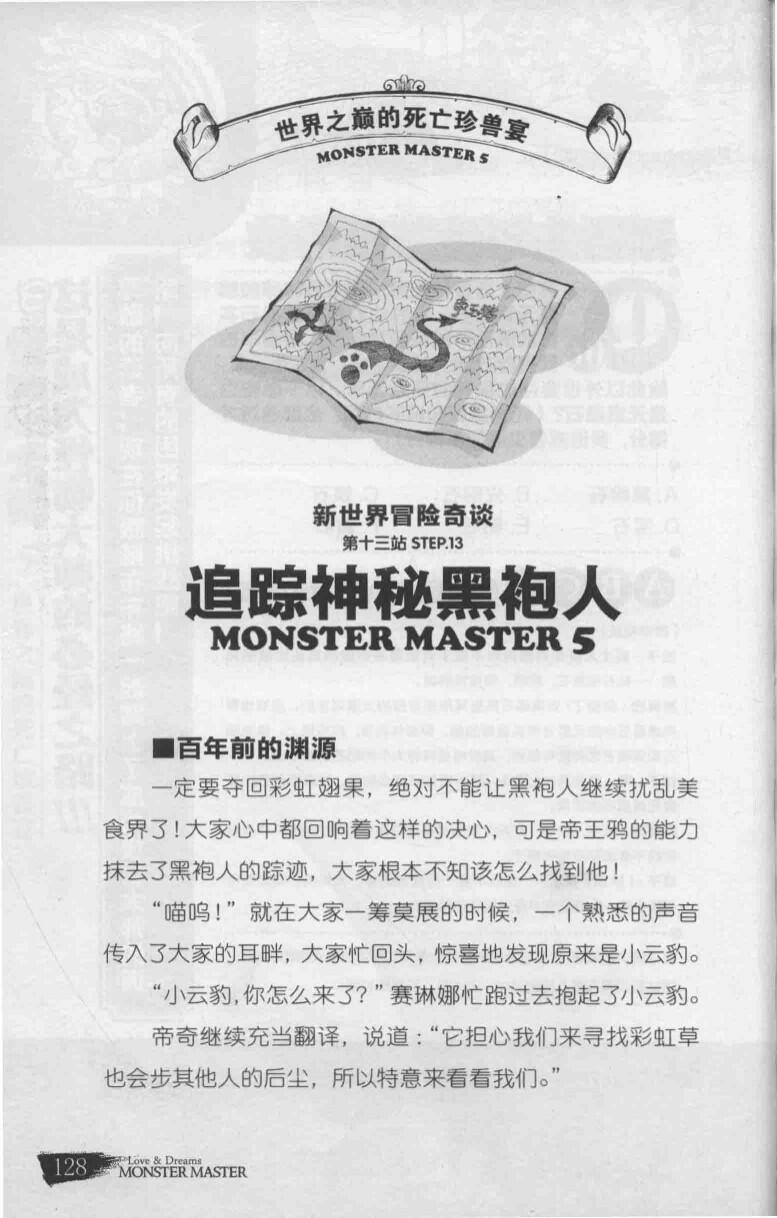 世界之巅的死亡珍兽宴
MONSTER MASTER 5
帝王鸦
新世界冒险奇谈
第十三站 STEP.13
追踪神秘黑袍人
MONSTER MASTER 5
■百年前的渊源
一定要夺回彩虹翅果，绝对不能让黑袍人继续扰乱美
食界了！大家心中都回响着这样的决心，可是帝王鸦的能力
抹去了黑袍人的踪迹，大家根本不知该怎么找到他！
“喵呜！”就在大家一筹莫展的时候，一个熟悉的声音
传入了大家的耳畔，大家忙回头，惊喜地发现原来是小云豹。
“小云豹，你怎么来了？”赛琳娜忙跑过去抱起了小云豹。
帝奇继续充当翻译，说道：“它担心我们来寻找彩虹草
也会步其他人的后尘，所以特意来看看我们。”
128
Love & Dreams
MONSTER MASTER